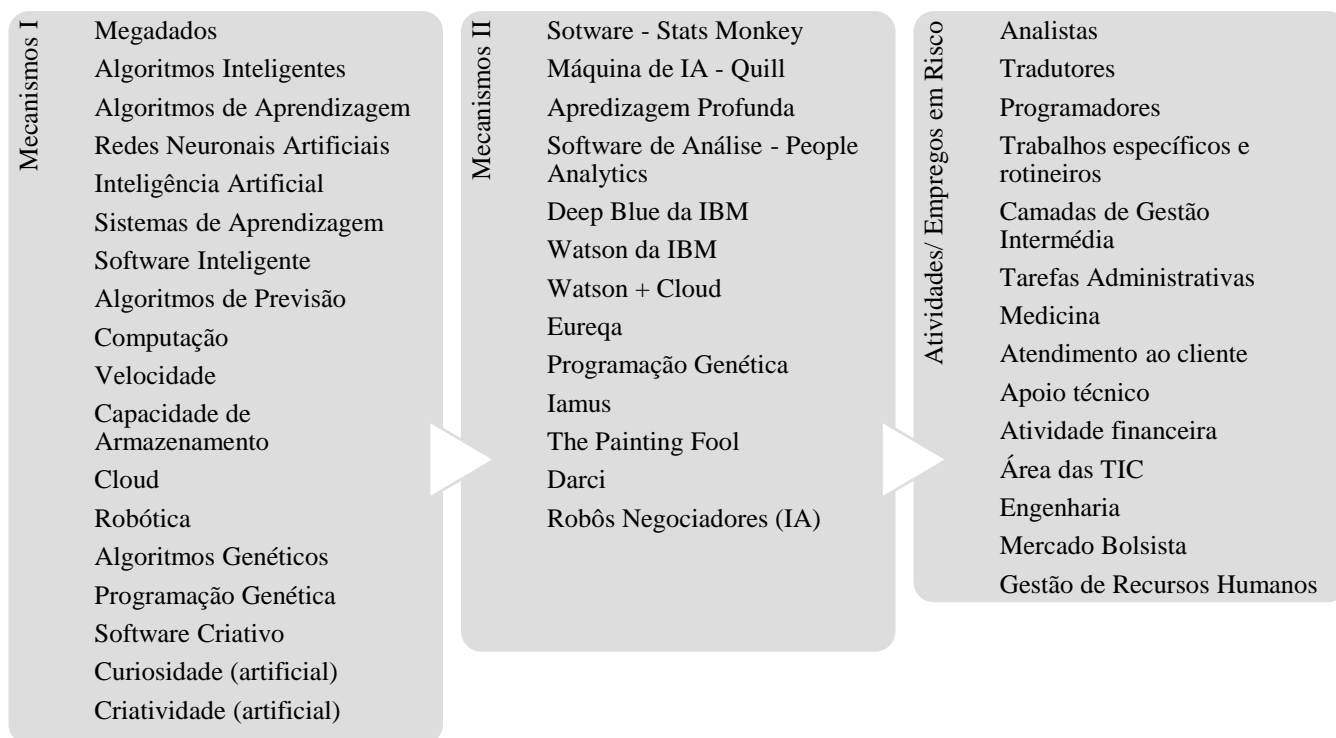 Mecanismos I
Megadados
Algoritmos Inteligentes
Algoritmos de Aprendizagem
Redes Neuronais Artificiais
Inteligência Artificial
Sistemas de Aprendizagem
Software Inteligente
Algoritmos de Previsão
Computação
Velocidade
Capacidade de
Armazenamento
Cloud
Robótica
Algoritmos Genéticos
Programação Genética
Software Criativo
Curiosidade (artificial)
Criatividade (artificial)
Mecanismos II
Sotware - Stats Monkey
Máquina de IA - Quill
Apredizagem Profunda
Software de Análise - People
Analytics
Deep Blue da IBM
Watson da IBM
Watson + Cloud
Eureqa
Programação Genética
Iamus
The Painting Fool
Darci
Robôs Negociadores (IA)
Atividades/ Empregos em Risco
Analistas
Tradutores
Programadores
Trabalhos específicos e
rotineiros
Camadas de Gestão
Intermédia
Tarefas Administrativas
Medicina
Atendimento ao cliente
Apoio técnico
Atividade financeira
Área das TIC
Engenharia
Mercado Bolsista
Gestão de Recursos Humanos